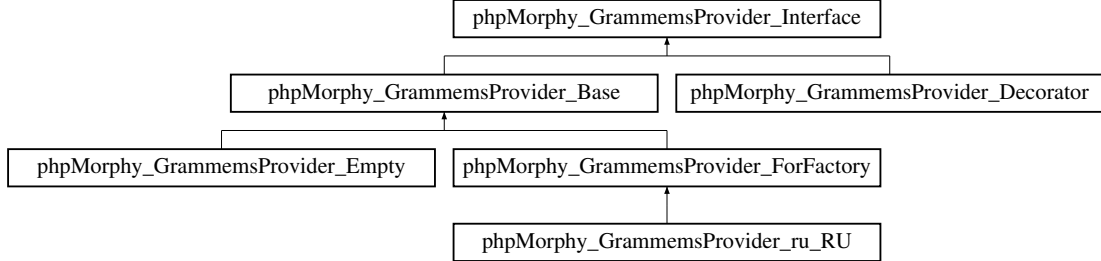 phpMorphy_GrammemsProvider_Interface
phpMorphy_GrammemsProvider_Base
phpMorphy_GrammemsProvider_Decorator
phpMorphy_GrammemsProvider_Empty
phpMorphy_GrammemsProvider_ForFactory
phpMorphy_GrammemsProvider_ru_RU